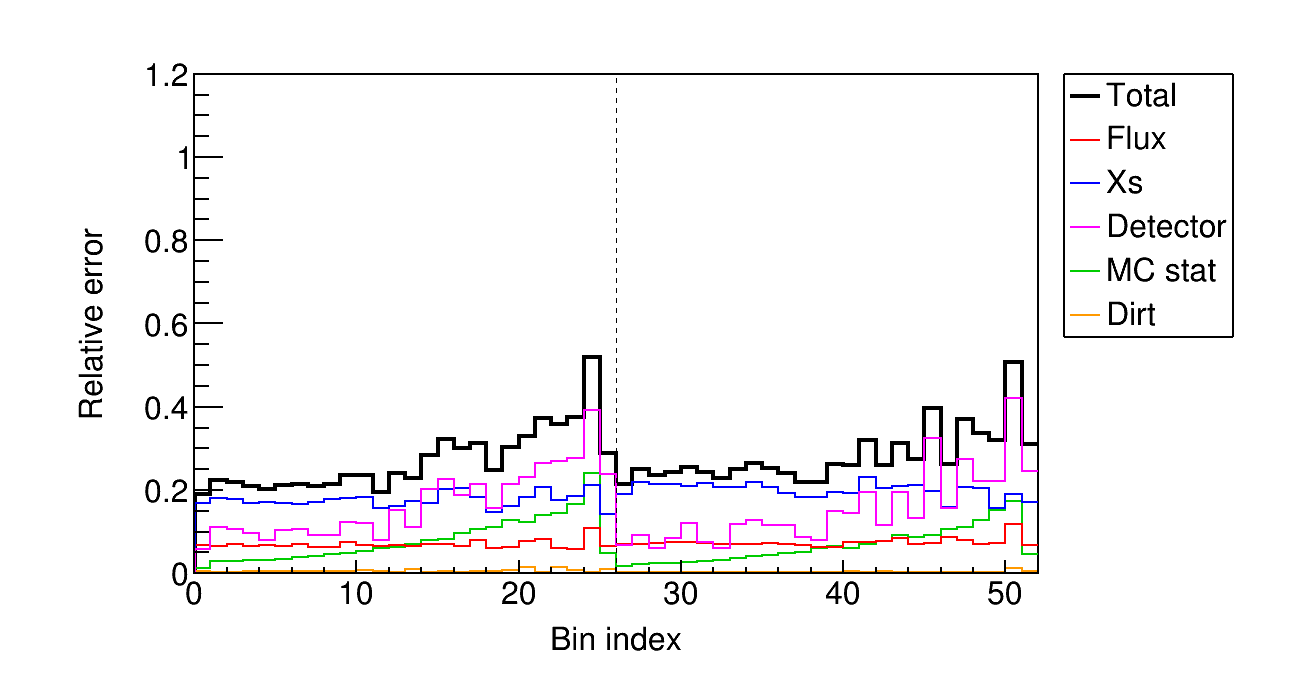 1.2
1
0.8
0.6
0.4
0.2
0
0 10 20 30 40 50
Relative error
Bin index
Total
Flux
Xs
Detector
MC stat
Dirt